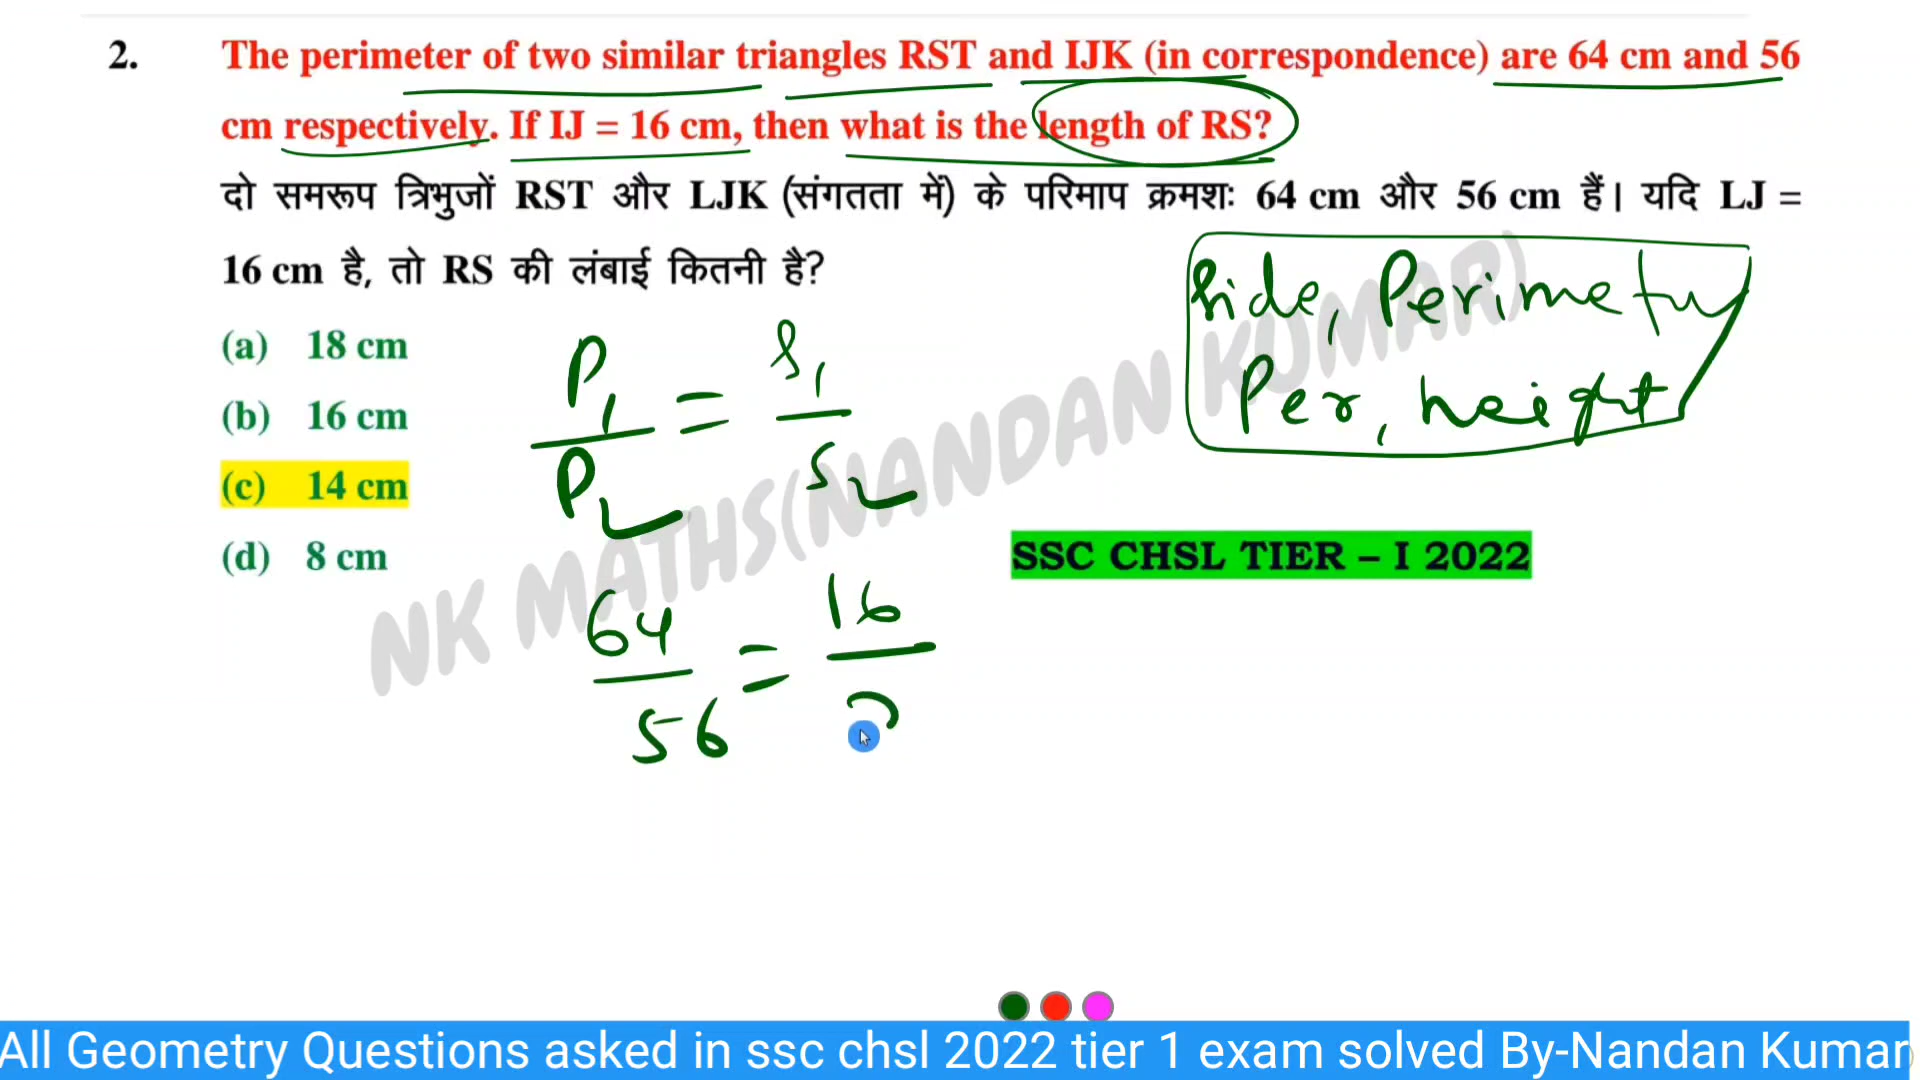 2. The perimeter of two similar triangles RST and IJK (in correspondence) are 64 cm and 56
cm respectively. If IJ = 16 cm, then what is the length of RS?
दो समरूप त्रिभुजों RST और LJK (संगतता में) के परिमाप क्रमशः 64 cm और 56 cm हैं। यदि LJ =
16 cm है, तो RS की लंबाई कितनी है?
(a) 18 cm
(b) 16 cm
(c) 14 cm
(d) 8 cm
Side, Perimeter
Per, height
P1/P2 = S1/S2
64/56 = 16/
SSC CHSL TIER – I 2022
NK MATHS(NANDAN KUMAR)
All Geometry Questions asked in ssc chsl 2022 tier 1 exam solved By-Nandan Kumar